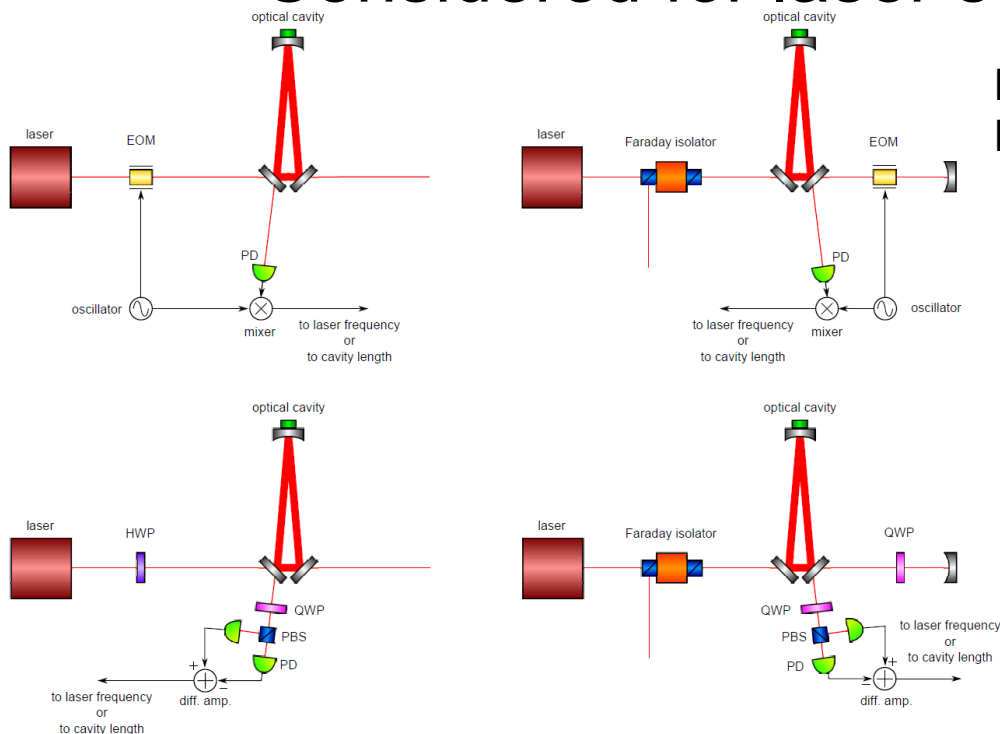 optical cavity
laser
EOM
PD
oscillator
mixer
to laser frequency
or
to cavity length
optical cavity
laser
Faraday isolator
EOM
PD
oscillator
mixer
to laser frequency
or
to cavity length
optical cavity
laser
HWP
QWP
PBS
PD
+
−
diff. amp.
to laser frequency
or
to cavity length
optical cavity
laser
Faraday isolator
QWP
QWP
PBS
PD
+
−
diff. amp.
to laser frequency
or
to cavity length